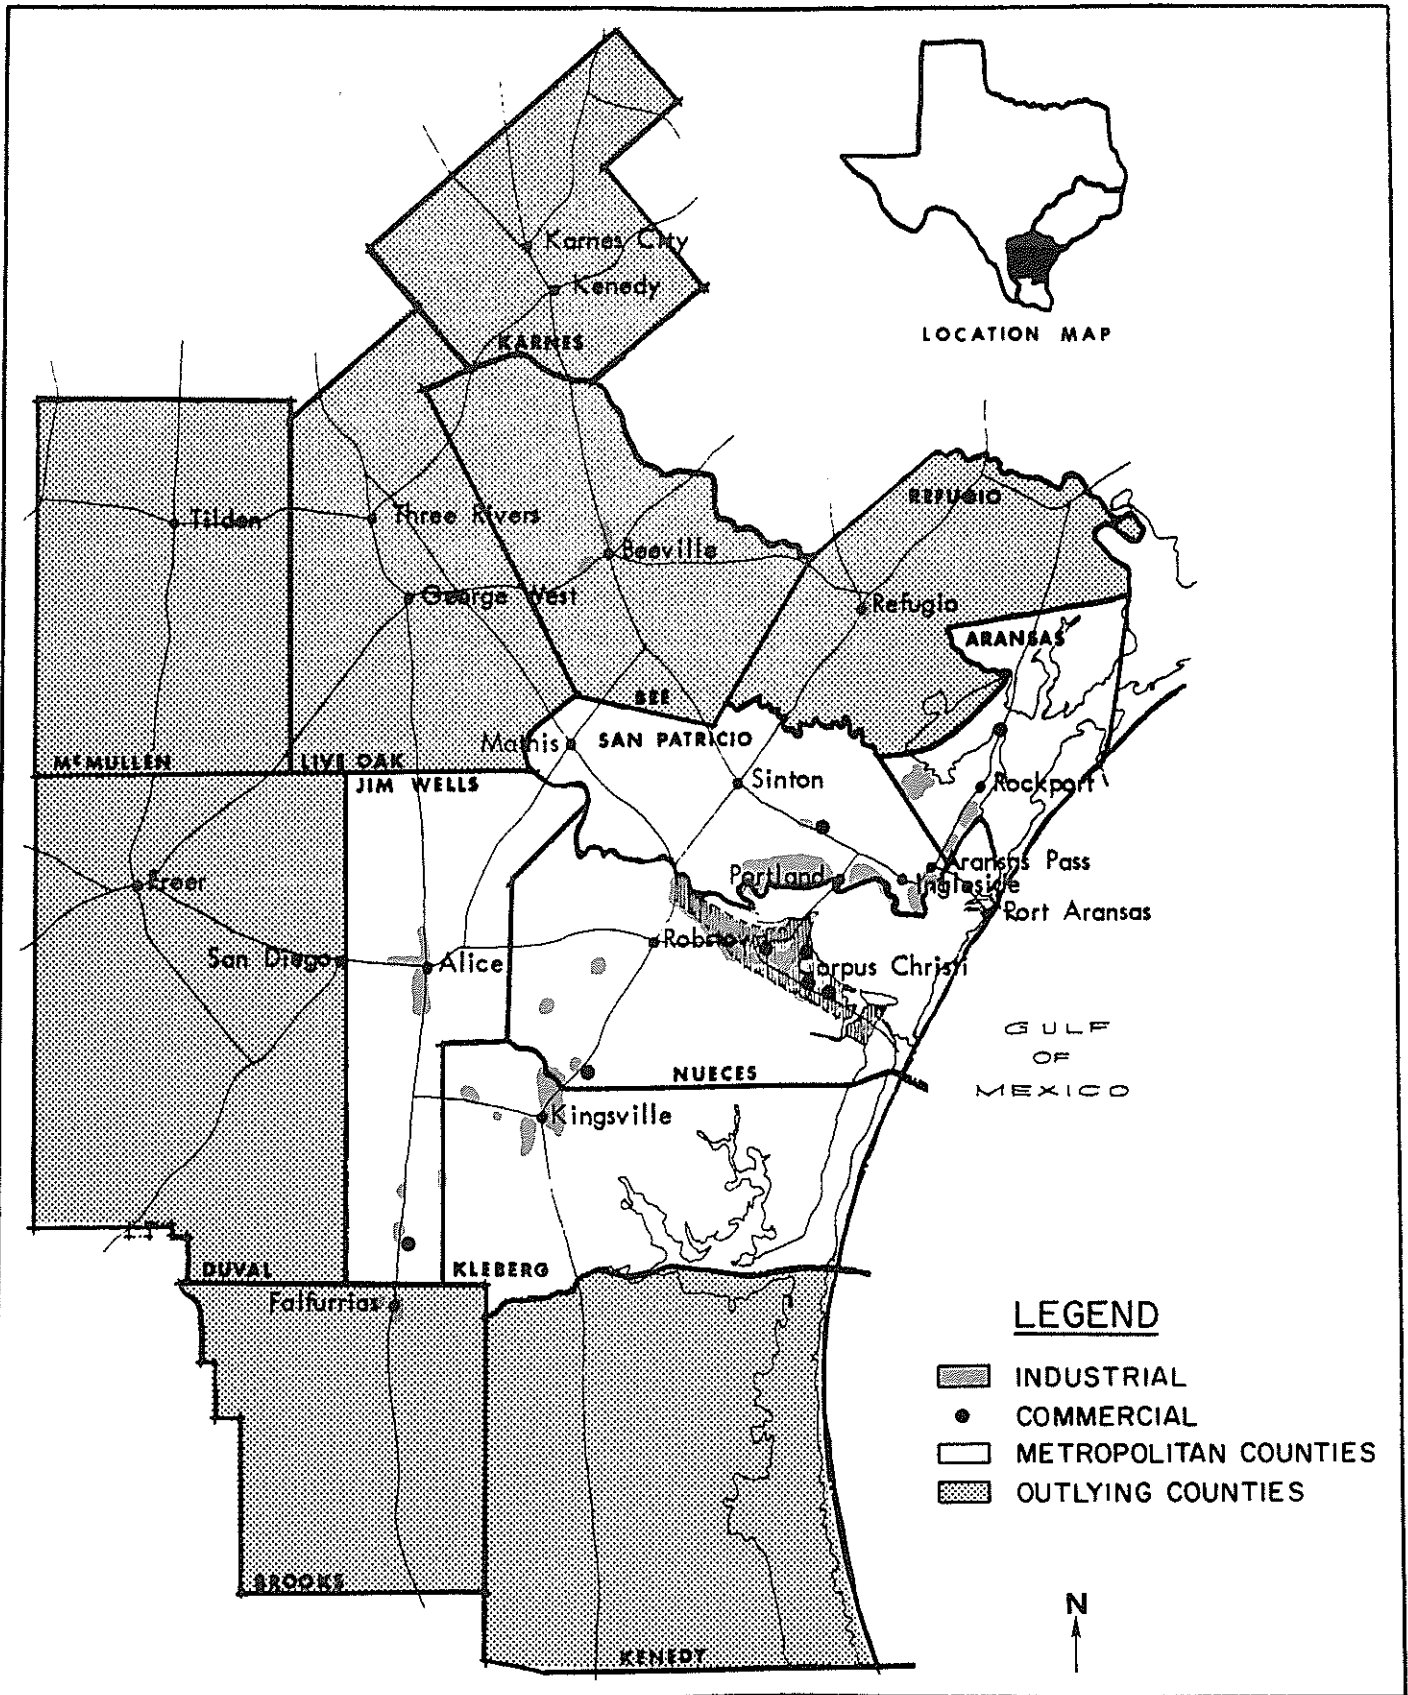 Karnes City
Kenedy
KARNES
LOCATION MAP
REFUGIO
Tilden
Three Rivers
Beeville
George West
Refugio
ARANSAS
BEE
Mathis
SAN PATRICIO
McMULLEN
LIVE OAK
JIM WELLS
Sinton
Rockport
Freer
Portland
Aransas Pass
Ingleside
Port Aransas
San Diego
Alice
Robstown
Corpus Christi
GULF
OF
MEXICO
NUECES
Kingsville
DUVAL
KLEBERG
Falfurrias
LEGEND
INDUSTRIAL
COMMERCIAL
METROPOLITAN COUNTIES
OUTLYING COUNTIES
BROOKS
N
KENEDY